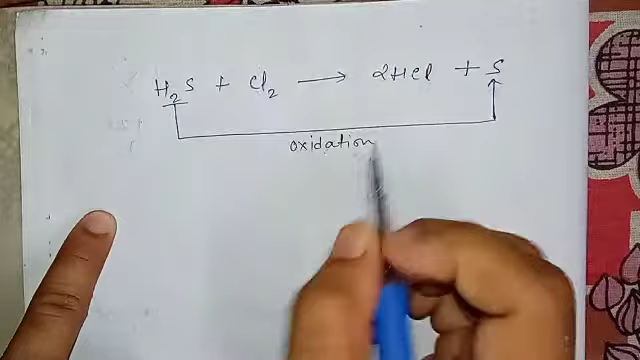 H₂S + Cl₂ ⟶ 2HCl + S
oxidation